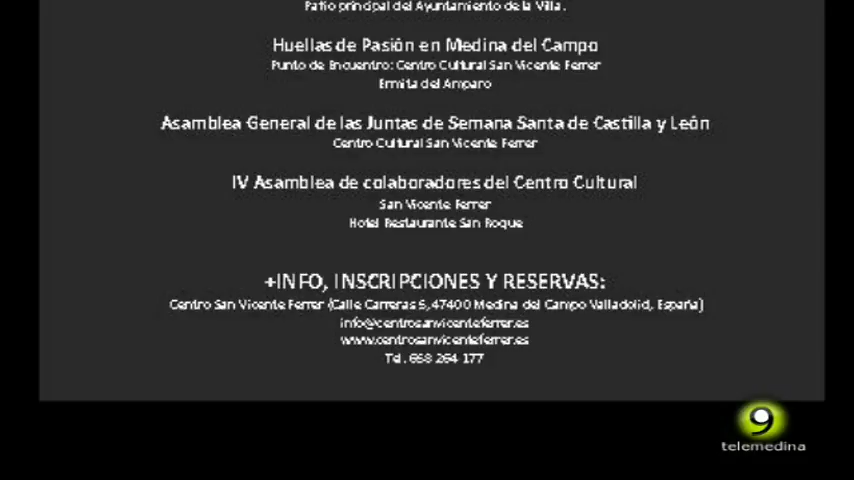 Patio principal del Ayuntamiento de la Villa.
Huellas de Pasión en Medina del Campo
Punto de Encuentro: Centro Cultural San Vicente Ferrer
Ermita del Amparo
Asamblea General de las Juntas de Semana Santa de Castilla y León
Centro Cultural San Vicente Ferrer
IV Asamblea de colaboradores del Centro Cultural
San Vicente Ferrer
Hotel Restaurante San Roque
+INFO, INSCRIPCIONES Y RESERVAS:
Centro San Vicente Ferrer (Calle Carreras 5, 47400 Medina del Campo Valladolid, España)
info@centrosanvicenteferrer.es
www.centrosanvicenteferrer.es
Tel. 658 264 177
9
telemedina